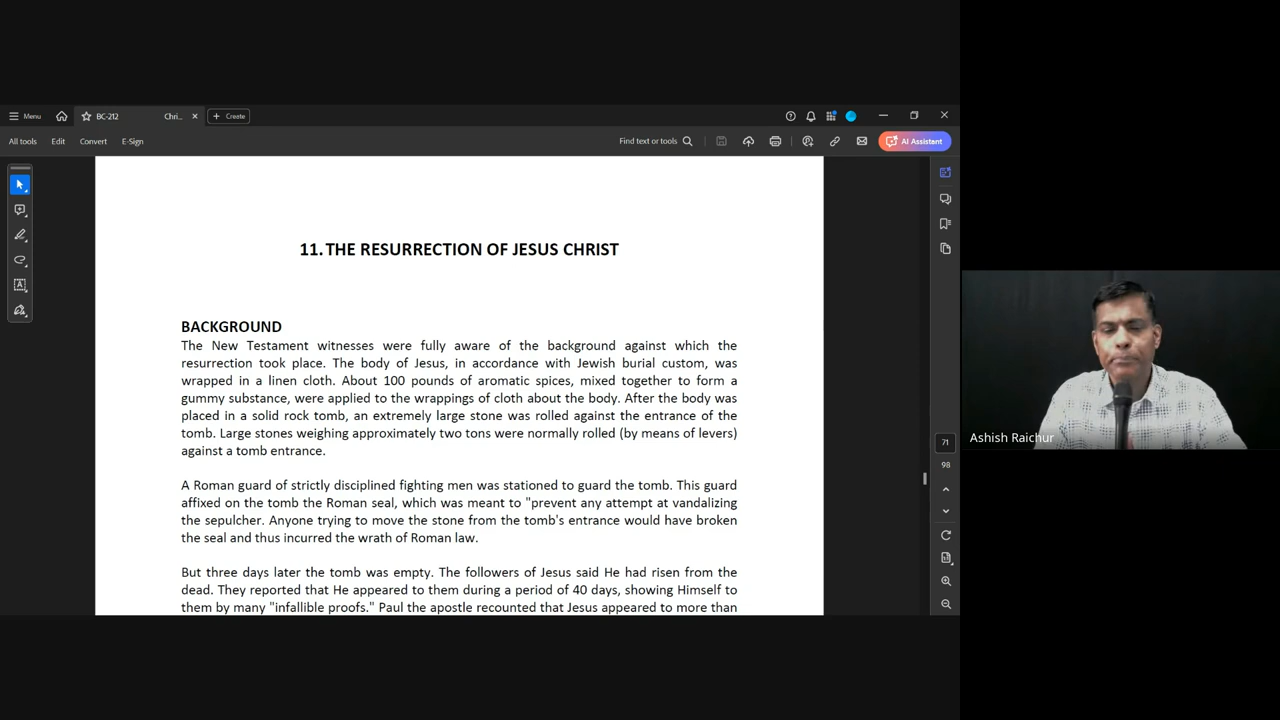 Menu
BC-212 Chri...
Create
All tools
Edit
Convert
E-Sign
Find text or tools
AI Assistant
11. THE RESURRECTION OF JESUS CHRIST
BACKGROUND
The New Testament witnesses were fully aware of the background against which the
resurrection took place. The body of Jesus, in accordance with Jewish burial custom, was
wrapped in a linen cloth. About 100 pounds of aromatic spices, mixed together to form a
gummy substance, were applied to the wrappings of cloth about the body. After the body was
placed in a solid rock tomb, an extremely large stone was rolled against the entrance of the
tomb. Large stones weighing approximately two tons were normally rolled (by means of levers)
against a tomb entrance.
A Roman guard of strictly disciplined fighting men was stationed to guard the tomb. This guard
affixed on the tomb the Roman seal, which was meant to "prevent any attempt at vandalizing
the sepulcher. Anyone trying to move the stone from the tomb's entrance would have broken
the seal and thus incurred the wrath of Roman law.
But three days later the tomb was empty. The followers of Jesus said He had risen from the
dead. They reported that He appeared to them during a period of 40 days, showing Himself to
them by many "infallible proofs." Paul the apostle recounted that Jesus appeared to more than
71
98
Ashish Raichur